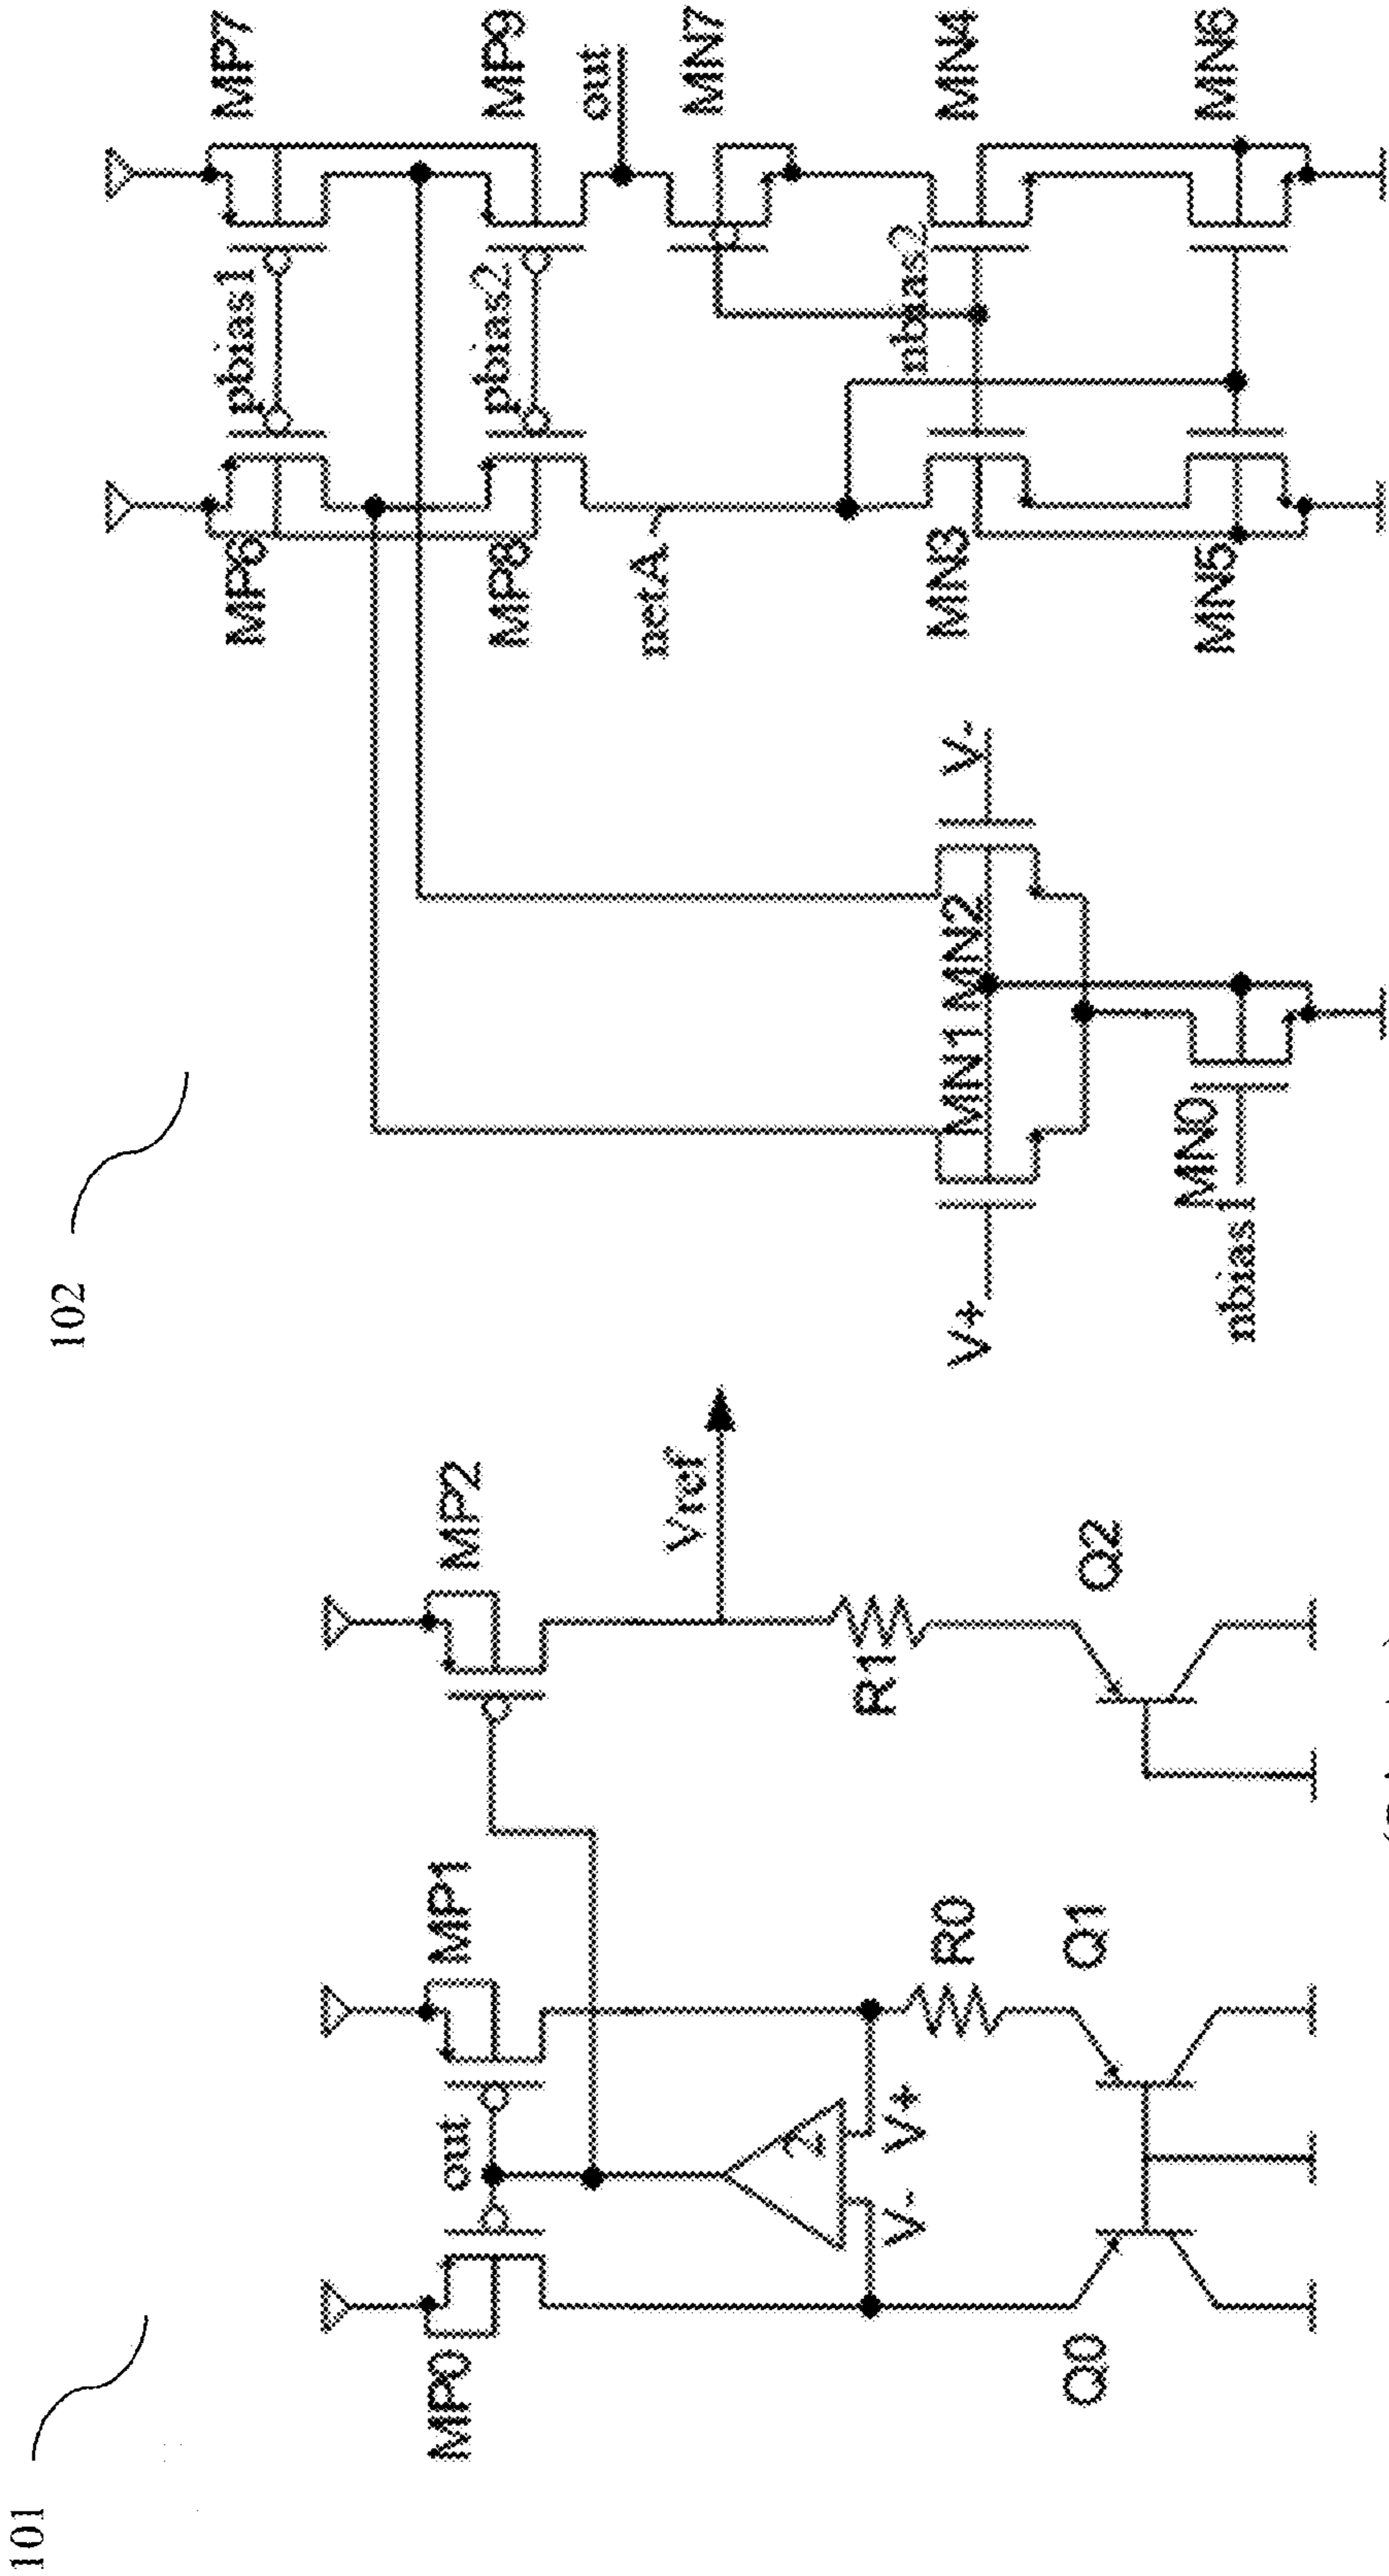 101
MP0
out
MP1
MP2
Vref
V-
V+
R0
R1
Q0
Q1
Q2
102
MP6
pbias1
MP7
MP8
pbias2
MP9
out
netA
MN7
V+
MN1
MN2
V-
MN3
nbias2
MN4
MN0
nbias1
MN5
MN6